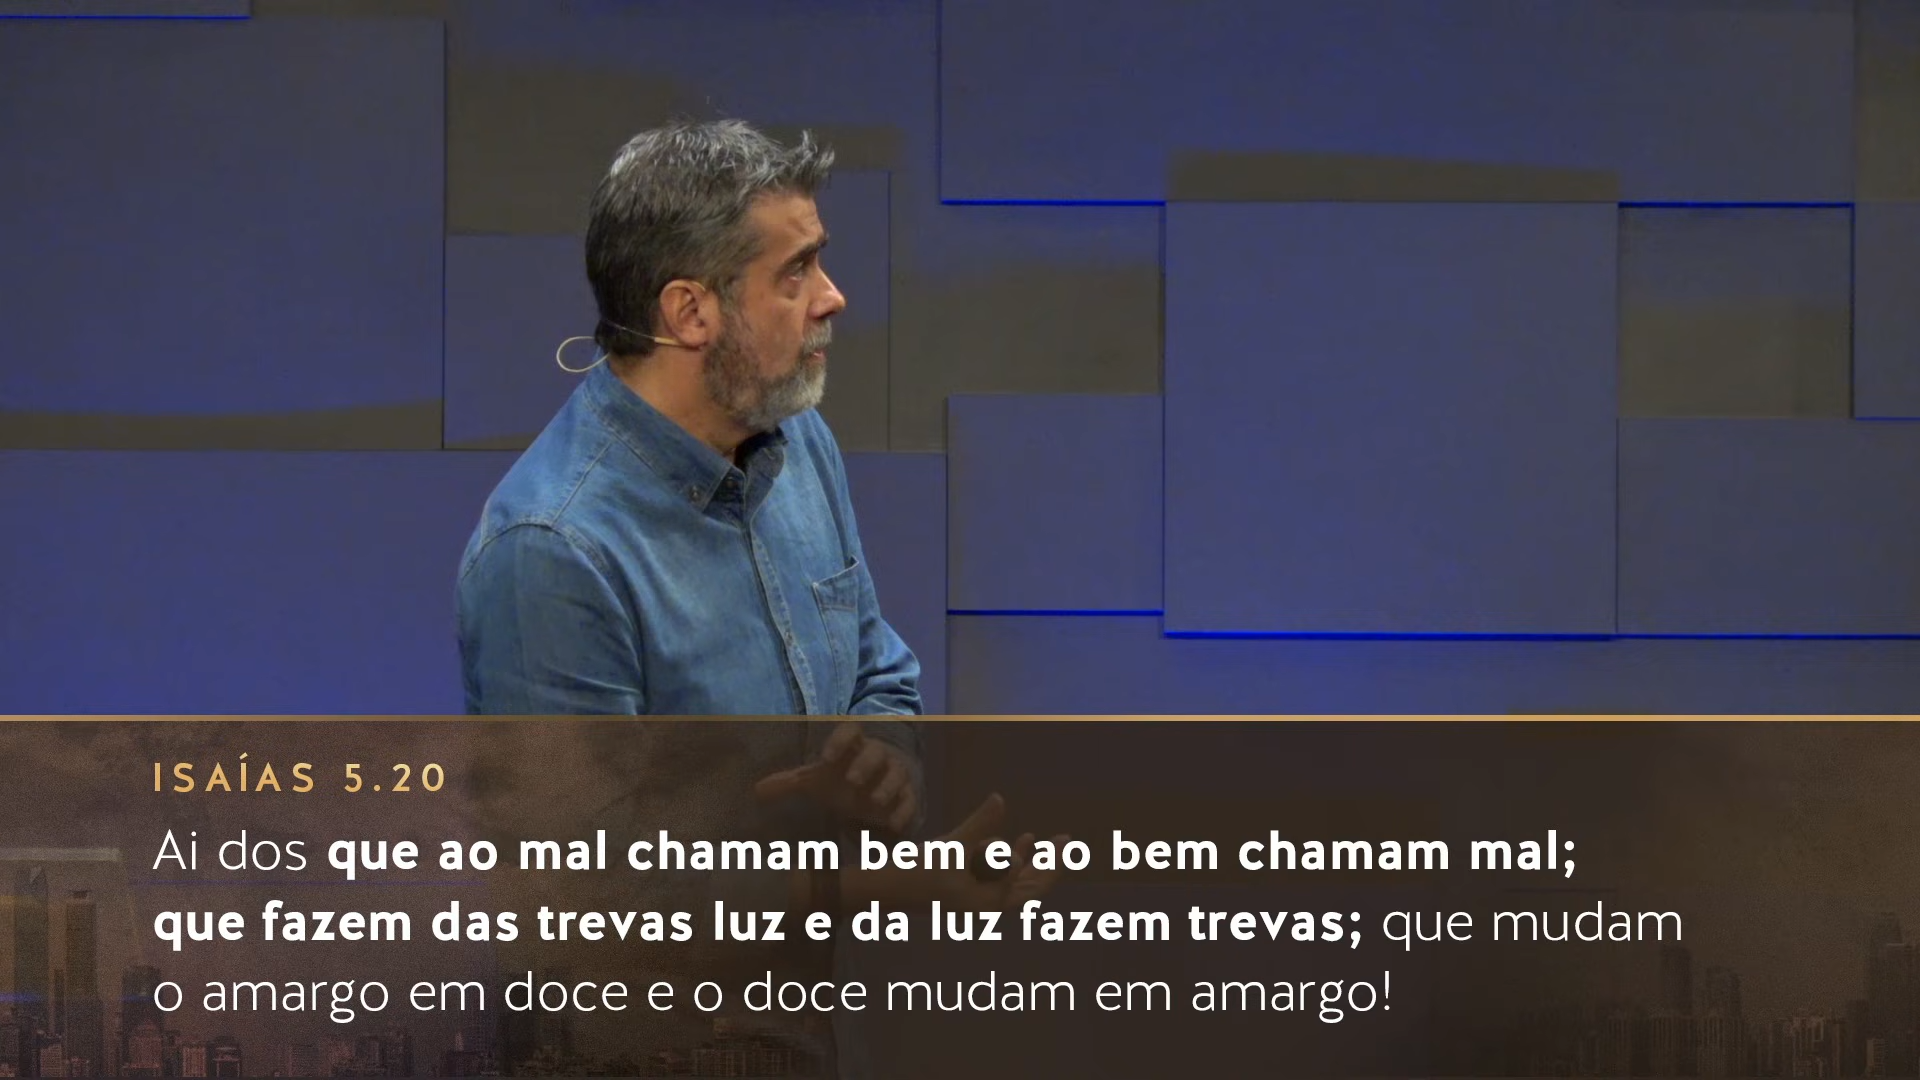 ISAÍAS 5.20
Ai dos que ao mal chamam bem e ao bem chamam mal;
que fazem das trevas luz e da luz fazem trevas; que mudam
o amargo em doce e o doce mudam em amargo!